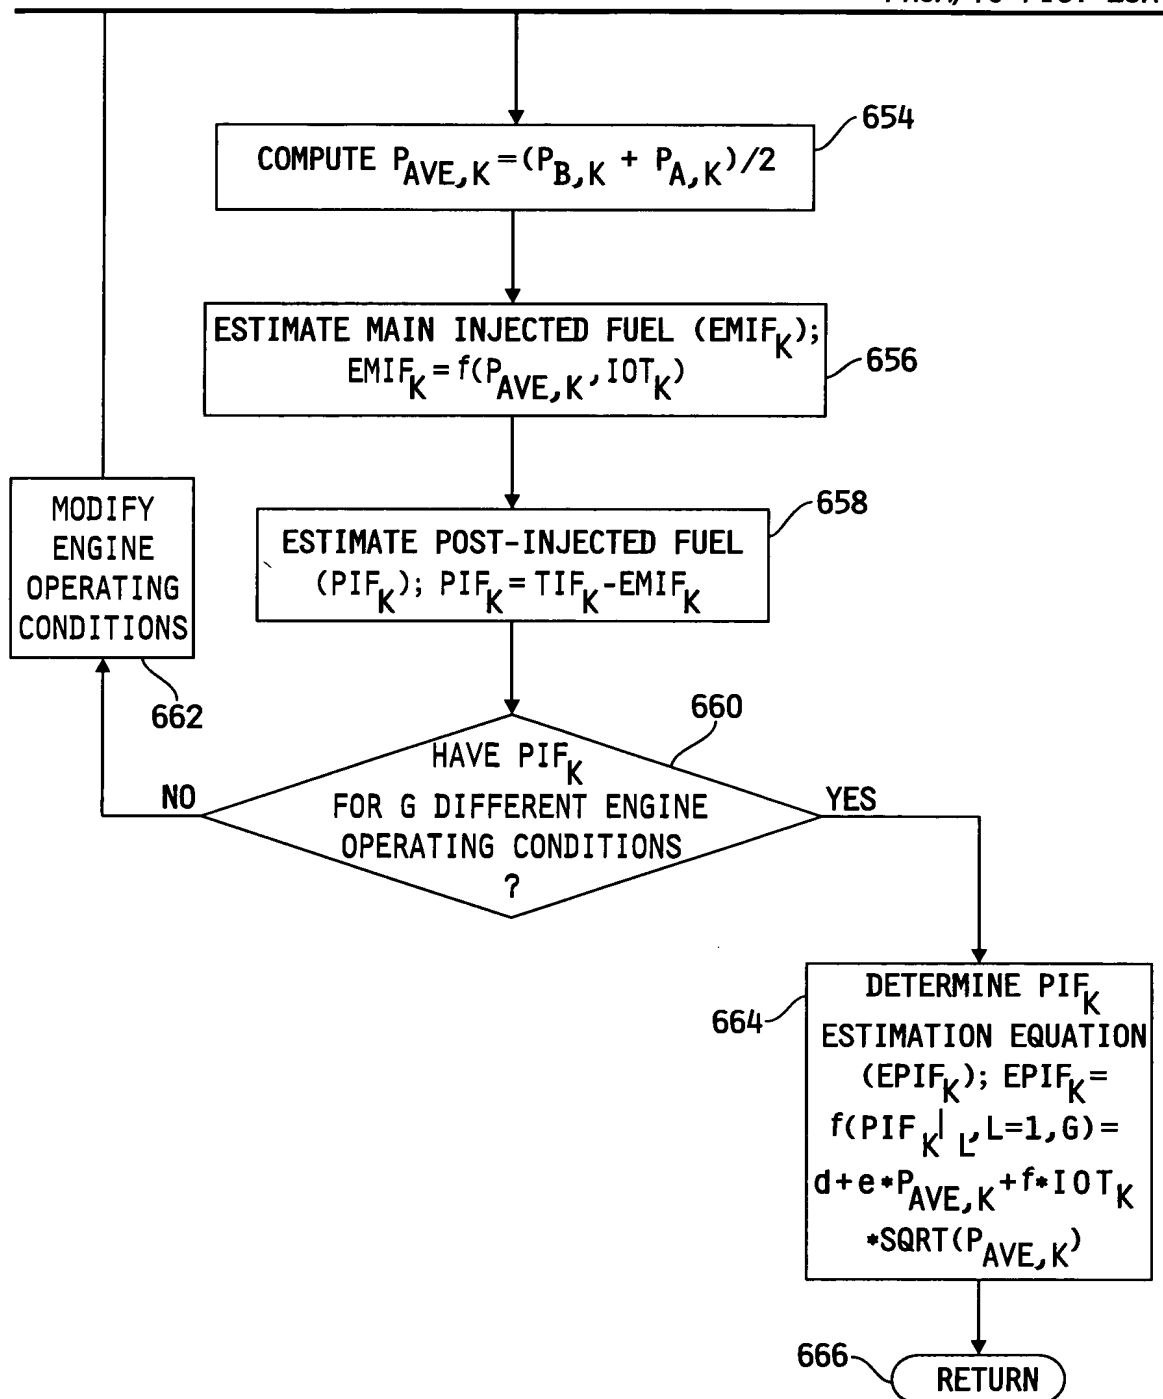 654
COMPUTE P_AVE,K = (P_B,K + P_A,K)/2
ESTIMATE MAIN INJECTED FUEL (EMIF_K);
EMIF_K = f(P_AVE,K, IOT_K)
656
658
ESTIMATE POST-INJECTED FUEL
(PIF_K); PIF_K = TIF_K-EMIF_K
MODIFY
ENGINE
OPERATING
CONDITIONS
662
660
HAVE PIF_K
FOR G DIFFERENT ENGINE
OPERATING CONDITIONS
?
NO
YES
664
DETERMINE PIF_K
ESTIMATION EQUATION
(EPIF_K); EPIF_K =
f(PIF_K|_L, L=1,G)=
d+e*P_AVE,K+f*IOT_K
*SQRT(P_AVE,K)
666
RETURN